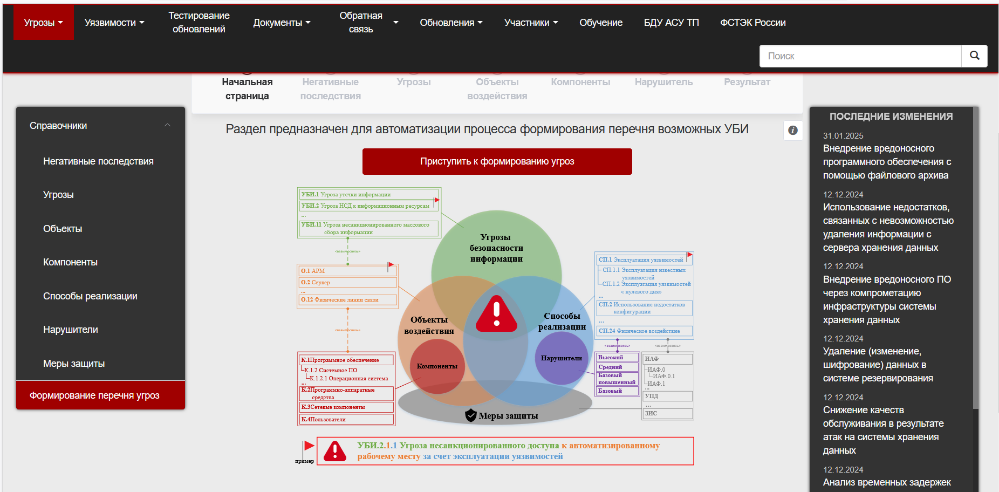 Угрозы
Уязвимости
Тестирование
обновлений
Документы
Обратная
связь
Обновления
Участники
Обучение
БДУ АСУ ТП
ФСТЭК России
Поиск
Начальная
страница
Негативные
последствия
Угрозы
Объекты
воздействия
Компоненты
Нарушитель
Результат
Справочники
Негативные последствия
Угрозы
Объекты
Компоненты
Способы реализации
Нарушители
Меры защиты
Формирование перечня угроз
Раздел предназначен для автоматизации процесса формирования перечня возможных УБИ
Приступить к формированию угроз
УБИ.1 Угроза утечки информации
УБИ.2 Угроза НСД к информационным ресурсам
...
УБИ.11 Угроза несанкционированного массового
сбора информации
<взаимосвязь>
О.1 АРМ
О.2 Сервер
...
О.12 Физические линии связи
<взаимосвязь>
К.1Программное обеспечение
К.1.2 Системное ПО
К.1.2.1 Операционная система
...
К.2Программно-аппаратные
средства
К.3Сетевые компоненты
К.4Пользователи
Угрозы
безопасности
информации
Объекты
воздействия
Компоненты
Способы
реализации
Нарушители
Меры защиты
СП.1 Эксплуатация уязвимостей
СП.1.1 Эксплуатация известных
уязвимостей
СП.1.2 Эксплуатация уязвимостей
« нулевого дня»
...
СП.2 Использование недостатков
конфигурации
...
СП.24 Физическое воздействие
<взаимосвязь>
<взаимосвязь>
Высокий
Средний
Базовый
повышенный
Базовый
ИАФ
ИАФ.0
ИАФ.0.1
ИАФ.1
...
УПД
...
ЗИС
пример
УБИ.2.1.1 Угроза несанкционированного доступа к автоматизированному
рабочему месту за счет эксплуатации уязвимостей
ПОСЛЕДНИЕ ИЗМЕНЕНИЯ
31.01.2025
Внедрение вредоносного
программного обеспечения с
помощью файлового архива
12.12.2024
Использование недостатков,
связанных с невозможностью
удаления информации с
сервера хранения данных
12.12.2024
Внедрение вредоносного ПО
через компрометацию
инфраструктуры системы
хранения данных
12.12.2024
Удаление (изменение,
шифрование) данных в
системе резервирования
12.12.2024
Снижение качеств
обслуживания в результате
атак на системы хранения
данных
12.12.2024
Анализ временных задержек